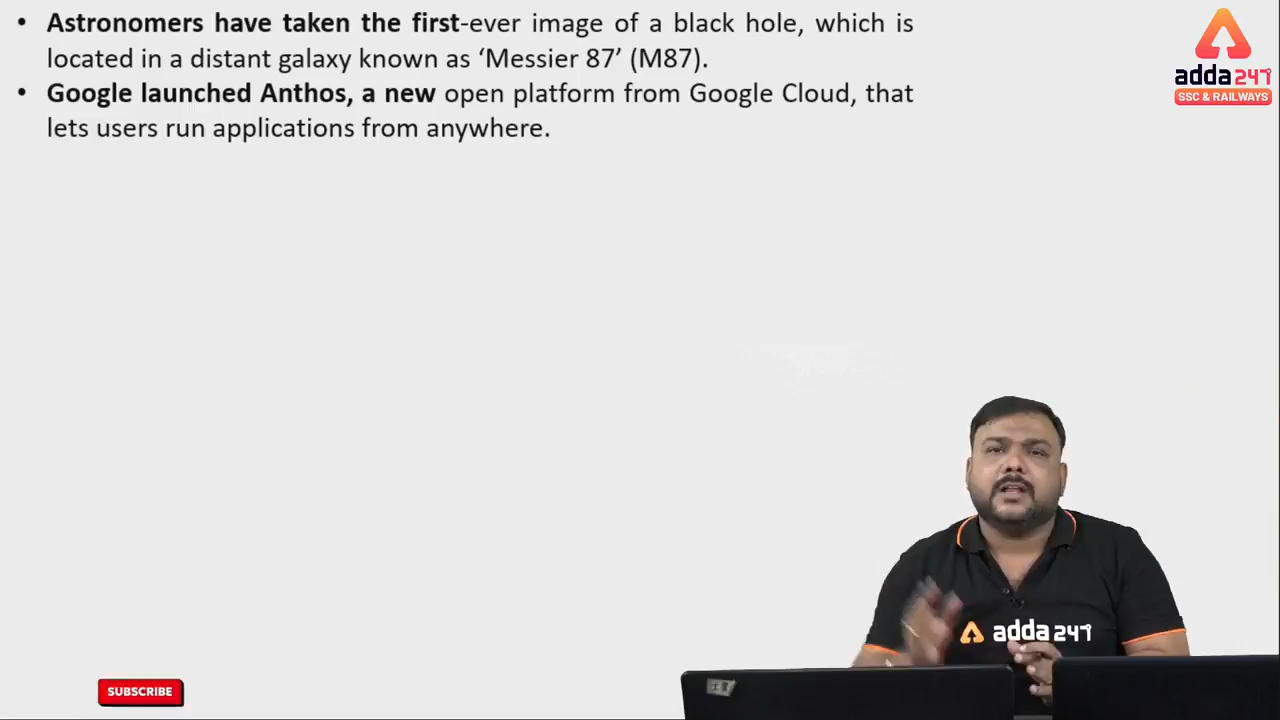 • Astronomers have taken the first-ever image of a black hole, which is
located in a distant galaxy known as ‘Messier 87’ (M87).
• Google launched Anthos, a new open platform from Google Cloud, that
lets users run applications from anywhere.
adda247
SSC & RAILWAYS
adda247
SUBSCRIBE